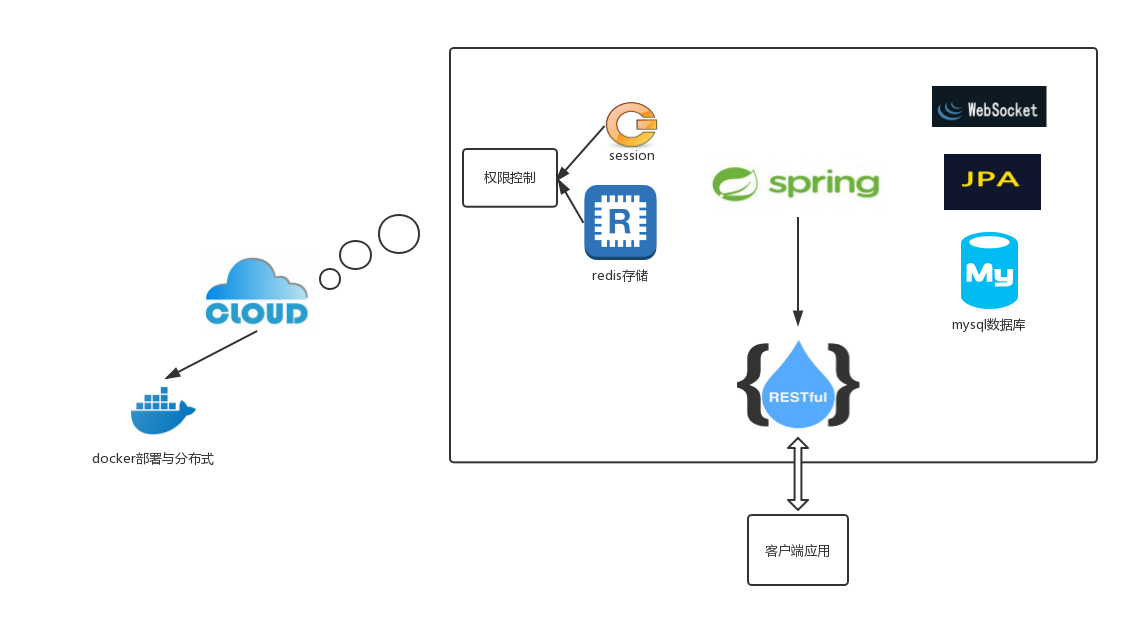 WebSocket
session
权限控制
spring
JPA
R
redis存储
My
mysql数据库
CLOUD
{RESTful}
docker部署与分布式
客户端应用